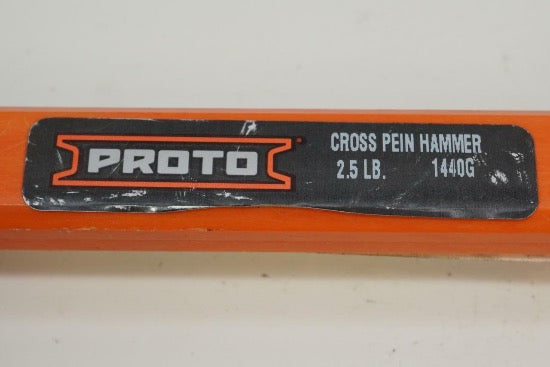 PROTO
CROSS PEIN HAMMER
2.5 LB. 1440G